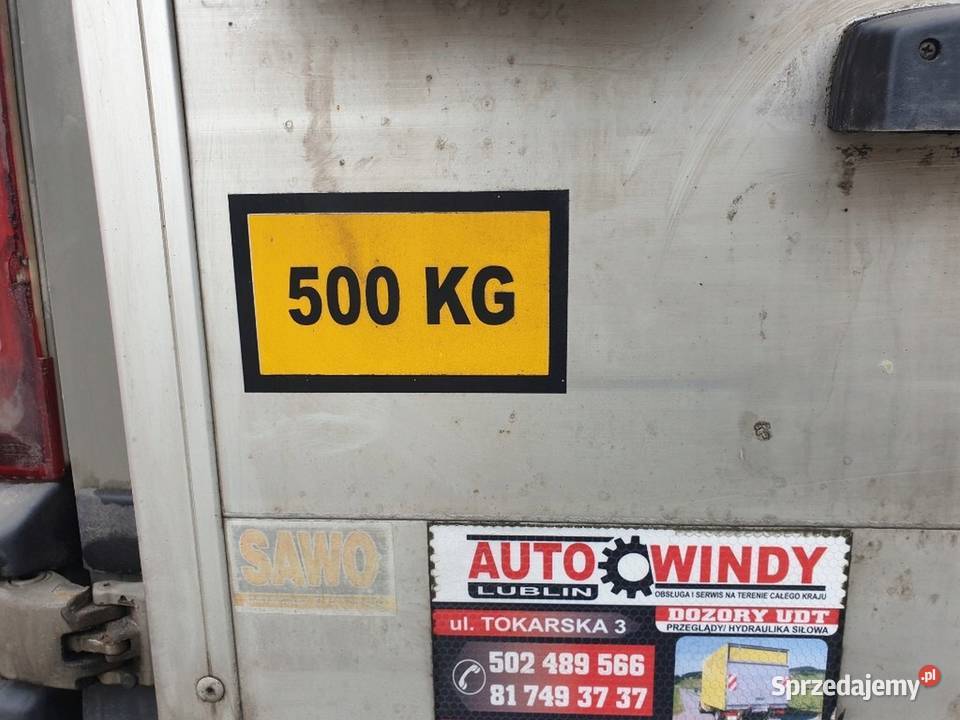 500 KG
SAWO
AUTO WINDY
LUBLIN
OBSŁUGA I SERWIS NA TERENIE CAŁEGO KRAJU
ul. TOKARSKA 3
DOZORY UDT
PRZEGLĄDY/ HYDRAULIKA SIŁOWA
502 489 566
81 749 37 37
Sprzedajemy.pl